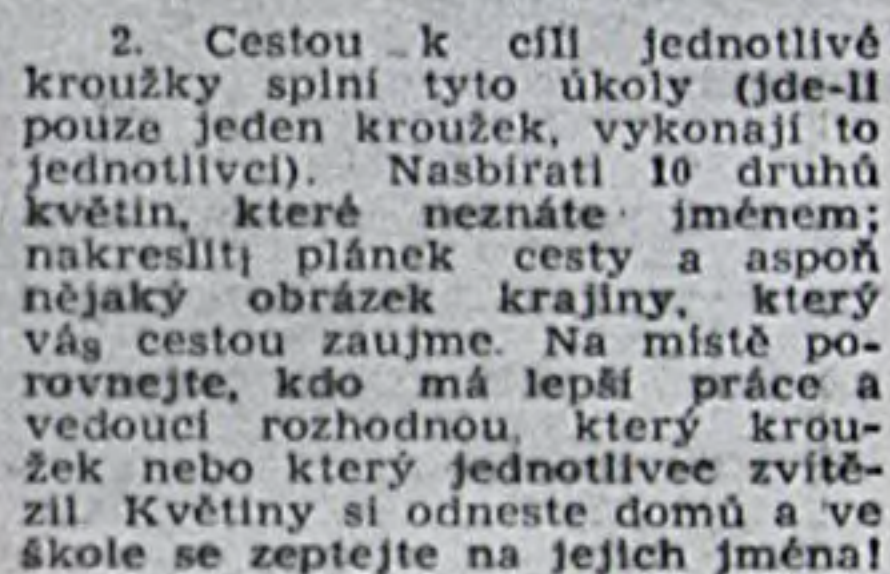 2. Cestou k cíli jednotlivé
kroužky splní tyto úkoly (jde-li
pouze jeden kroužek, vykonají to
jednotlivci). Nasbírati 10 druhů
květin, které neznáte jménem;
nakresliti plánek cesty a aspoň
nějaký obrázek krajiny, který
vás cestou zaujme. Na místě po-
rovnejte, kdo má lepší práce a
vedoucí rozhodnou, který krou-
žek nebo který jednotlivec zvítě-
zil. Květiny si odneste domů a ve
škole se zeptejte na jejich jména!